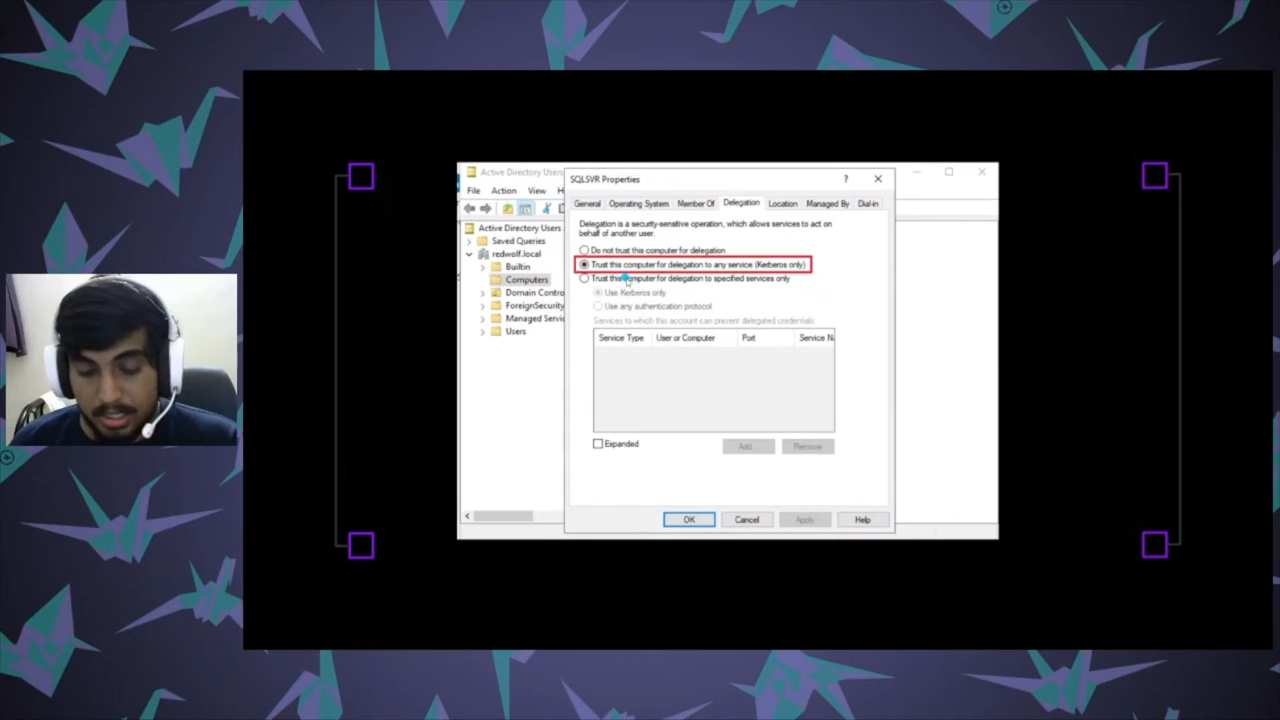 Active Directory Users
SQLSVR Properties
File Action View H
General Operating System Member Of Delegation Location Managed By Dial-in
Active Directory Users
Saved Queries
redwolf.local
Builtin
Computers
Domain Contro
ForeignSecurity
Managed Servic
Users
Delegation is a security-sensitive operation, which allows services to act on
behalf of another user.
Do not trust this computer for delegation
Trust this computer for delegation to any service (Kerberos only)
Trust this computer for delegation to specified services only
Use Kerberos only
Use any authentication protocol
Services to which this account can present delegated credentials:
Service Type User or Computer Port Service Na
Expanded
Add... Remove
OK Cancel Apply Help